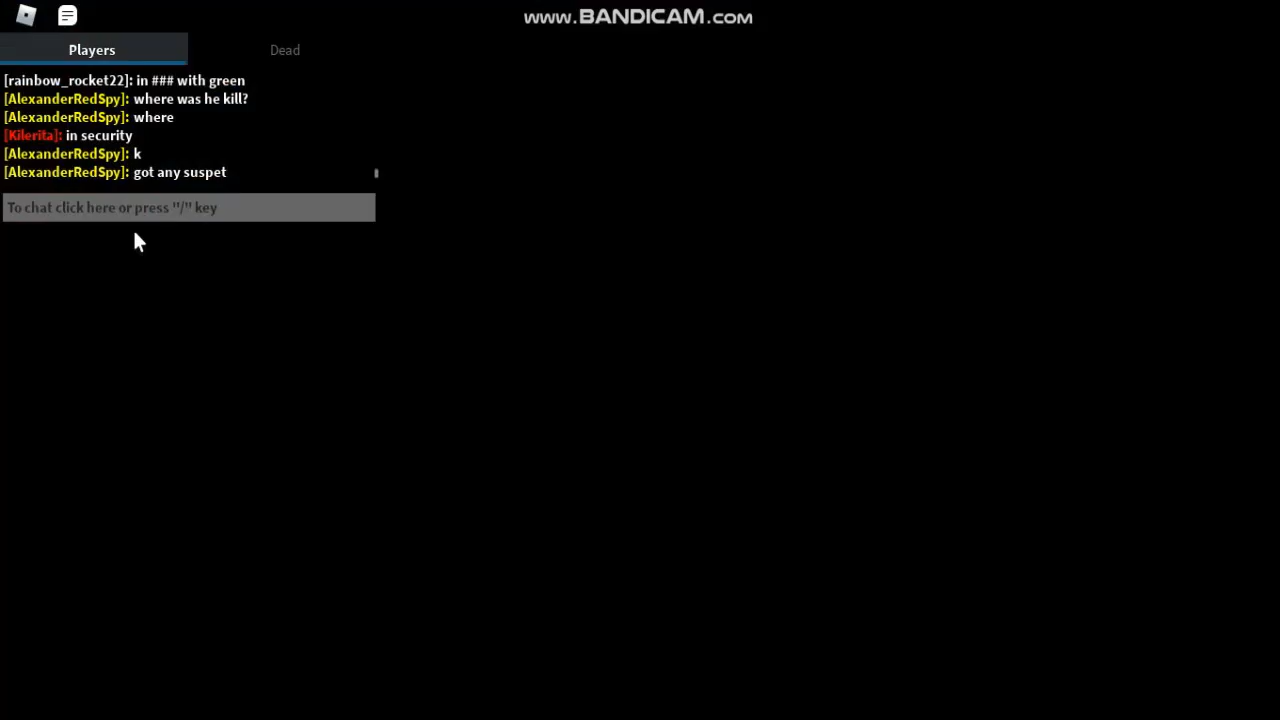 www.BANDICAM.com
Players
Dead
[rainbow_rocket22]: in ### with green
[AlexanderRedSpy]: where was he kill?
[AlexanderRedSpy]: where
[Kilerita]: in security
[AlexanderRedSpy]: k
[AlexanderRedSpy]: got any suspet
To chat click here or press "/" key